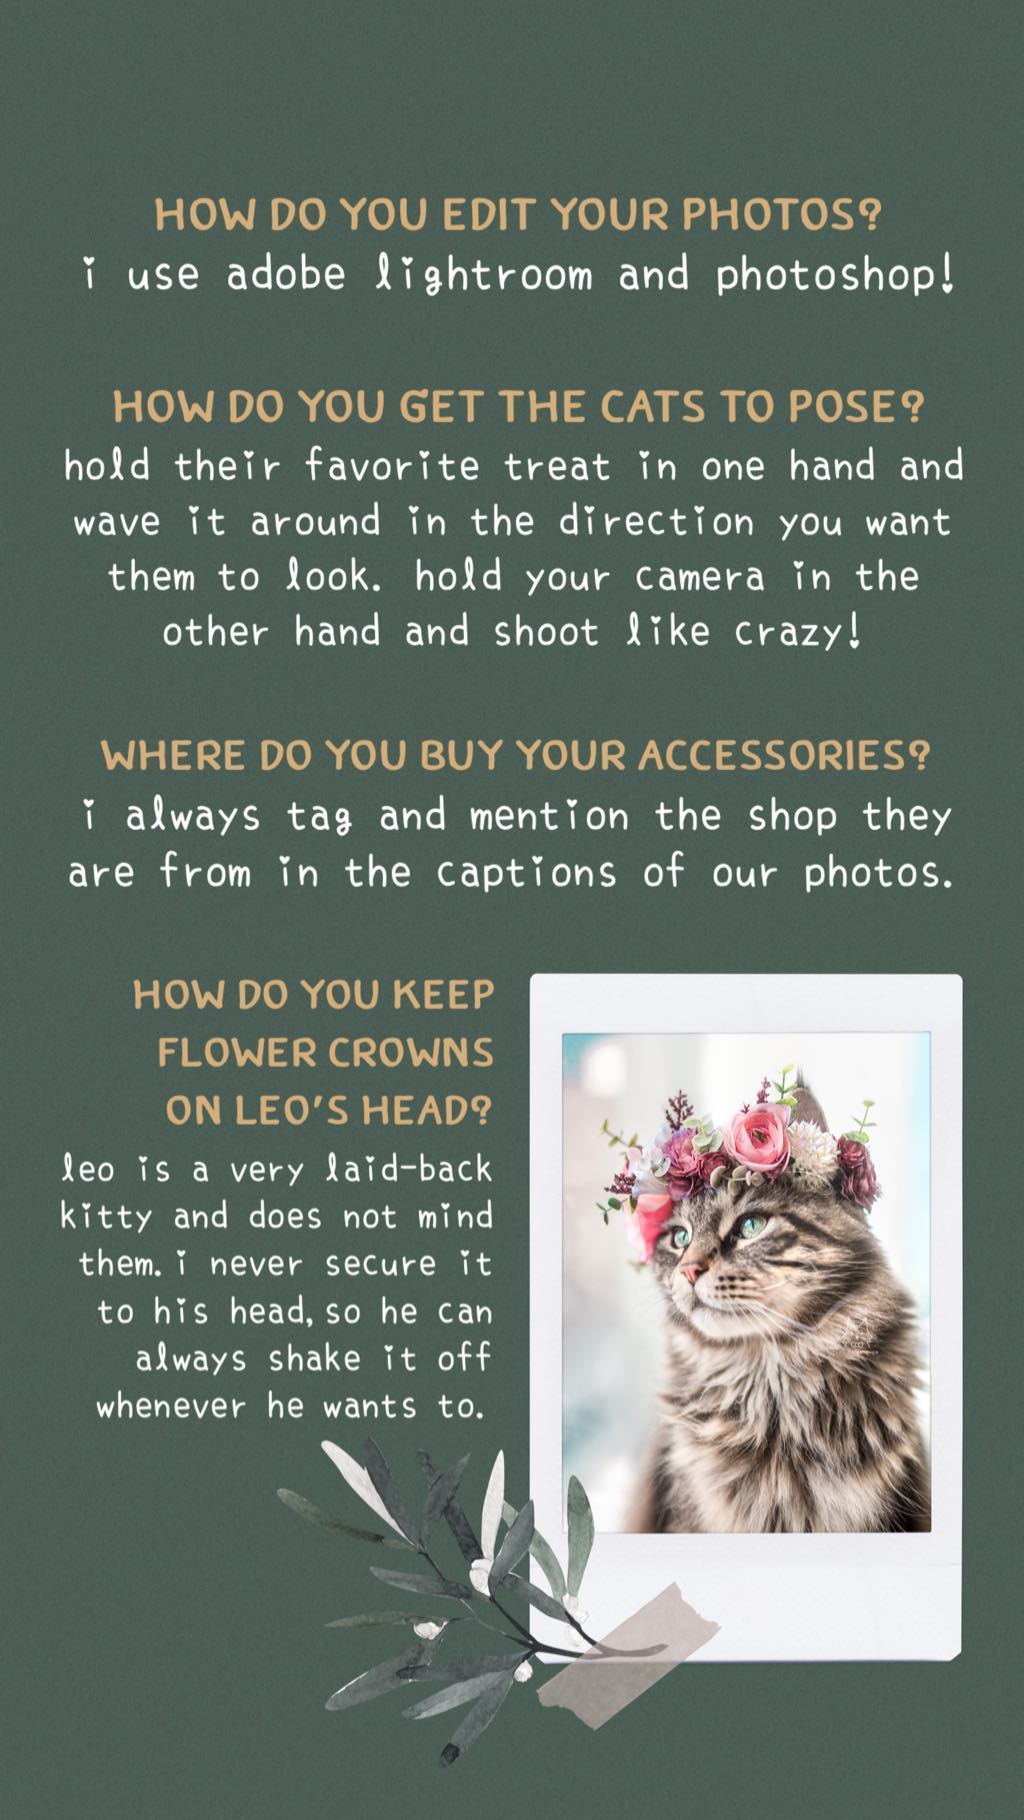 HOW DO YOU EDIT YOUR PHOTOS?
i use adobe lightroom and photoshop!
HOW DO YOU GET THE CATS TO POSE?
hold their favorite treat in one hand and
wave it around in the direction you want
them to look. hold your camera in the
other hand and shoot like crazy!
WHERE DO YOU BUY YOUR ACCESSORIES?
i always tag and mention the shop they
are from in the captions of our photos.
HOW DO YOU KEEP
FLOWER CROWNS
ON LEO'S HEAD?
leo is a very laid-back
kitty and does not mind
them. i never secure it
to his head, so he can
always shake it off
whenever he wants to.